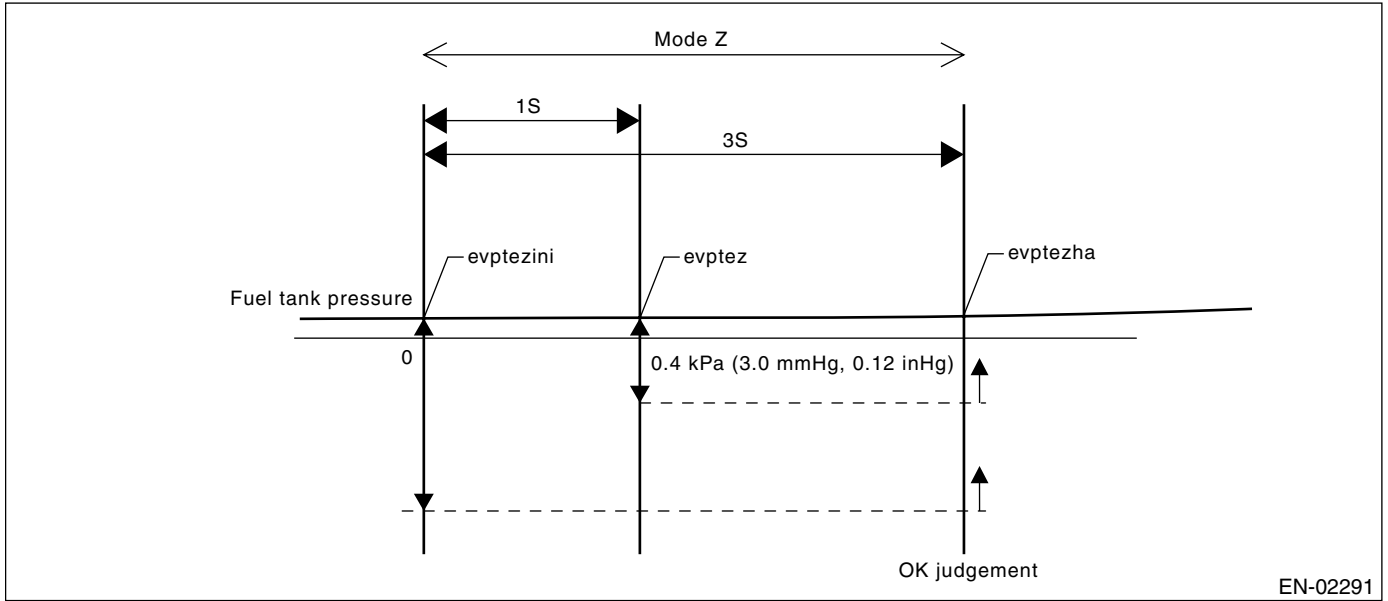 Mode Z
1S
3S
evptezini
evptez
evptezha
Fuel tank pressure
0
0.4 kPa (3.0 mmHg, 0.12 inHg)
OK judgement
EN-02291